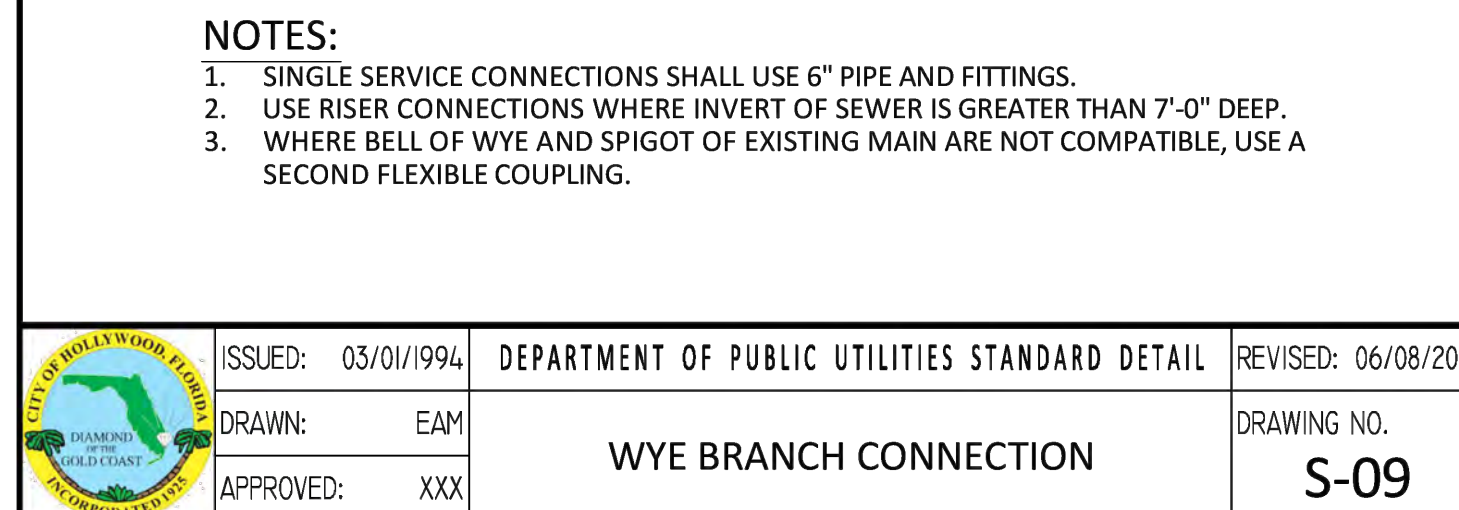 NOTES:
1. SINGLE SERVICE CONNECTIONS SHALL USE 6" PIPE AND FITTINGS.
2. USE RISER CONNECTIONS WHERE INVERT OF SEWER IS GREATER THAN 7'-0" DEEP.
3. WHERE BELL OF WYE AND SPIGOT OF EXISTING MAIN ARE NOT COMPATIBLE, USE A
SECOND FLEXIBLE COUPLING.
CITY OF HOLLYWOOD, FLORIDA
DIAMOND
OF THE
GOLD COAST
INCORPORATED 1925
ISSUED: 03/01/1994
DEPARTMENT OF PUBLIC UTILITIES STANDARD DETAIL
REVISED: 06/08/20
DRAWN: EAM
WYE BRANCH CONNECTION
DRAWING NO.
S-09
APPROVED: XXX